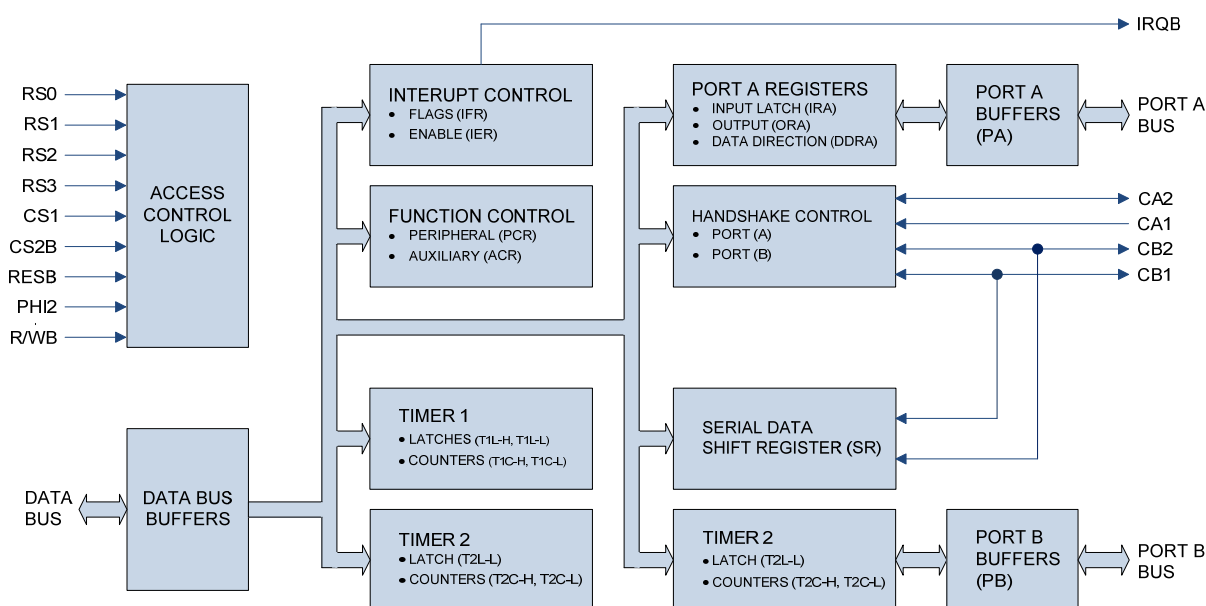 IRQB
RS0
RS1
RS2
RS3
CS1
CS2B
RESB
PHI2
R/WB
ACCESS
CONTROL
LOGIC
DATA
BUS
DATA BUS
BUFFERS
INTERUPT CONTROL
• FLAGS (IFR)
• ENABLE (IER)
FUNCTION CONTROL
• PERIPHERAL (PCR)
• AUXILIARY (ACR)
TIMER 1
• LATCHES (T1L-H, T1L-L)
• COUNTERS (T1C-H, T1C-L)
TIMER 2
• LATCH (T2L-L)
• COUNTERS (T2C-H, T2C-L)
PORT A REGISTERS
• INPUT LATCH (IRA)
• OUTPUT (ORA)
• DATA DIRECTION (DDRA)
HANDSHAKE CONTROL
• PORT (A)
• PORT (B)
SERIAL DATA
SHIFT REGISTER (SR)
TIMER 2
• LATCH (T2L-L)
• COUNTERS (T2C-H, T2C-L)
PORT A
BUFFERS
(PA)
PORT A
BUS
CA2
CA1
CB2
CB1
PORT B
BUFFERS
(PB)
PORT B
BUS